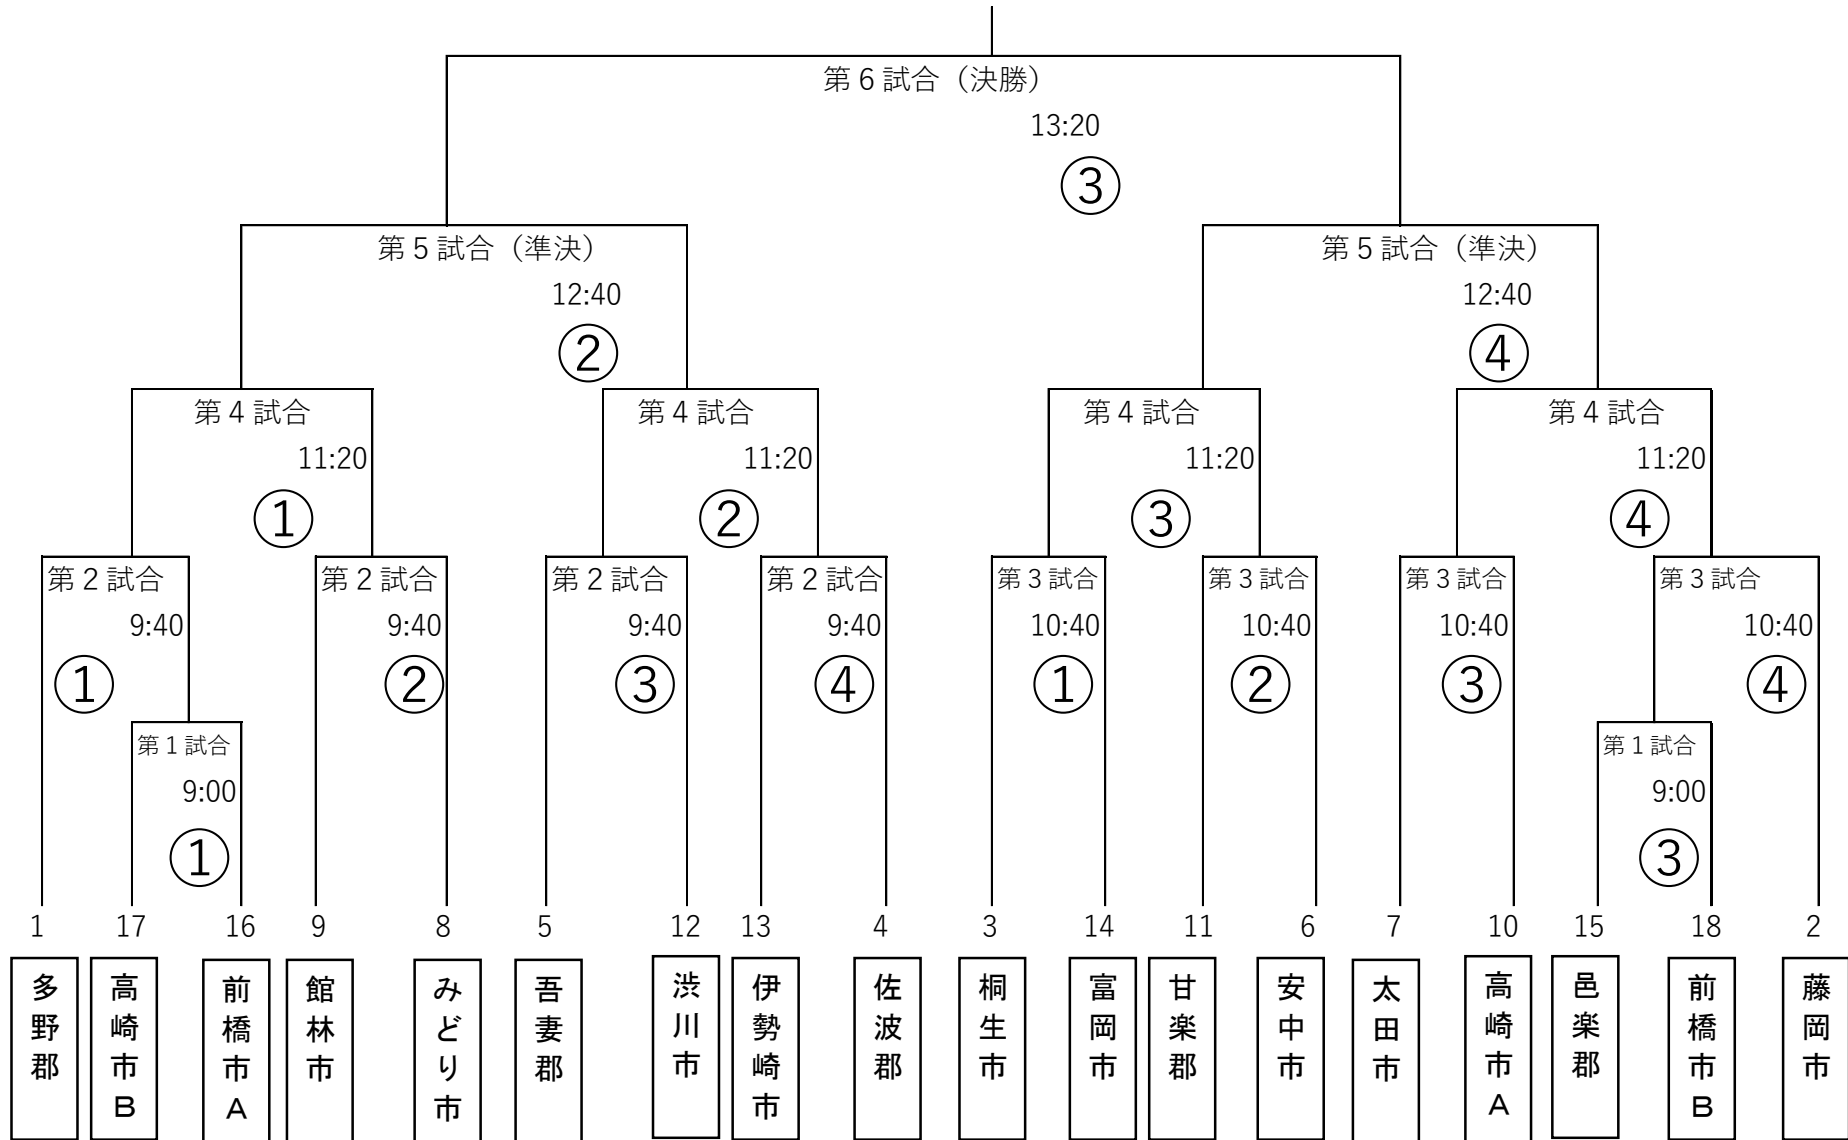 第6試合（決勝）
13:20
③
第5試合（準決） 第5試合（準決）
12:40 12:40
② ④
第4試合 第4試合 第4試合 第4試合
11:20 11:20 11:20 11:20
① ② ③ ④
第2試合 第2試合 第2試合 第2試合 第3試合 第3試合 第3試合 第3試合
9:40 9:40 9:40 9:40 10:40 10:40 10:40 10:40
① ② ③ ④ ① ② ③ ④
第1試合 第1試合
9:00 9:00
① ③
1 17 16 9 8 5 12 13 4 3 14 11 6 7 10 15 18 2
多野郡
高崎市B
前橋市A
館林市
みどり市
吾妻郡
渋川市
伊勢崎市
佐波郡
桐生市
富岡市
甘楽郡
安中市
太田市
高崎市A
邑楽郡
前橋市B
藤岡市